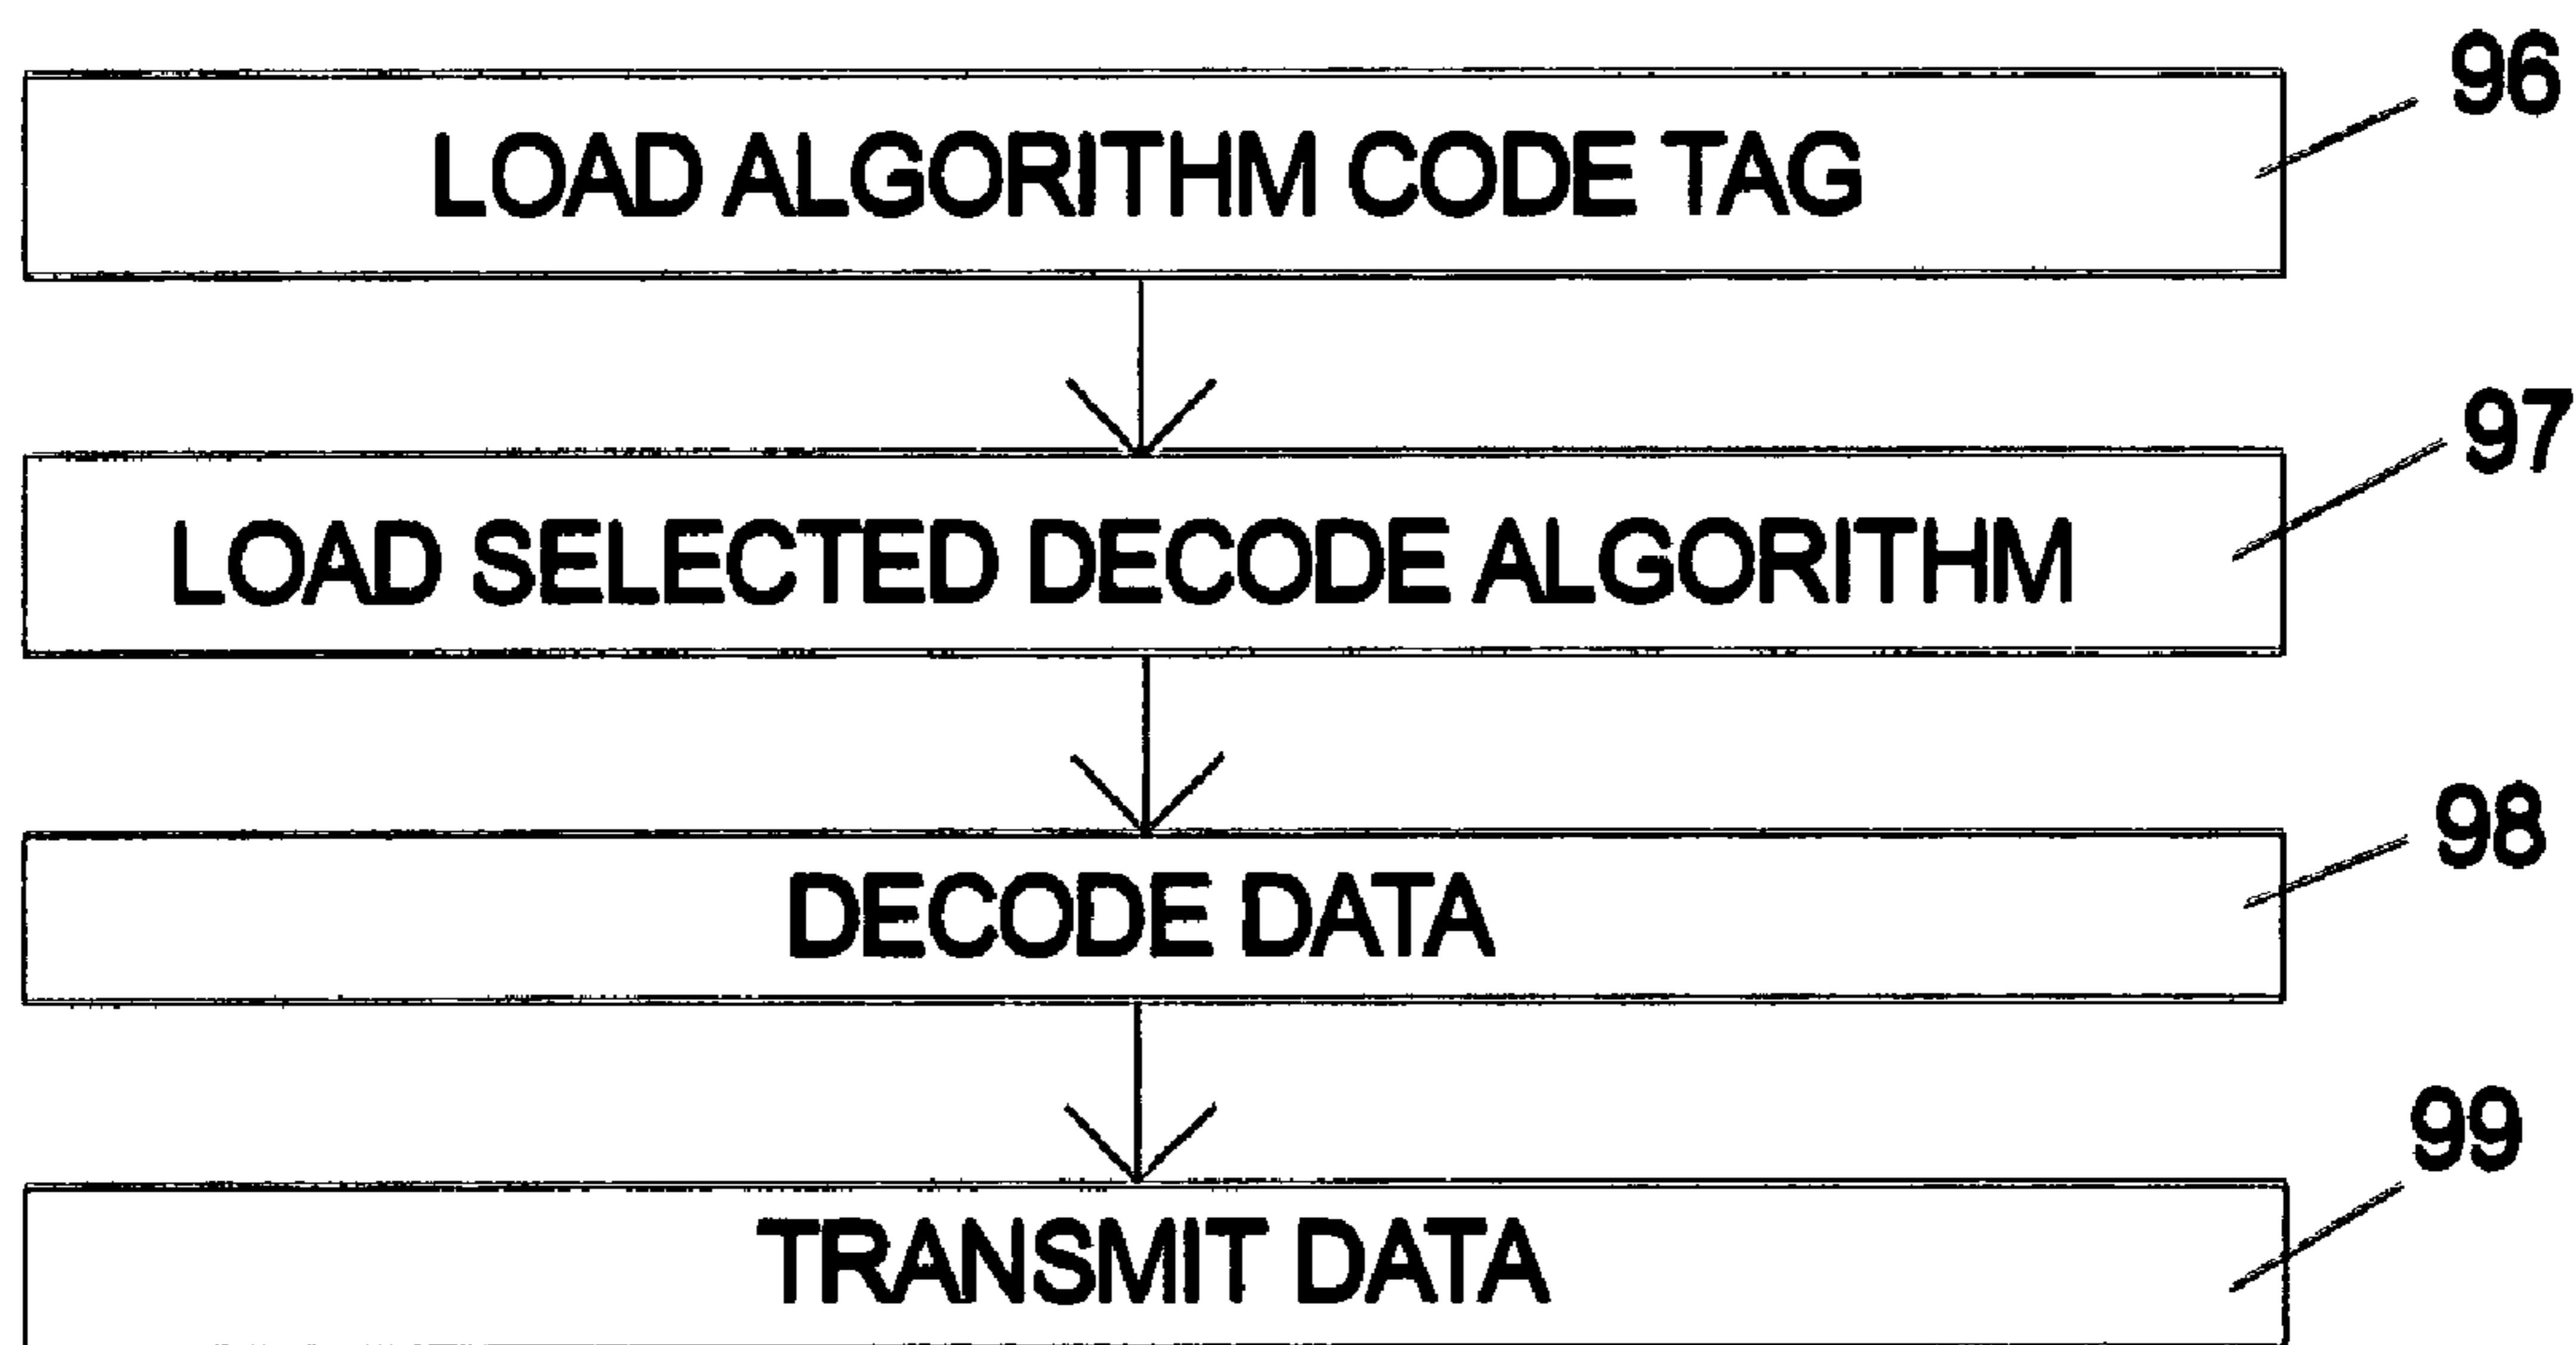 96
LOAD ALGORITHM CODE TAG
97
LOAD SELECTED DECODE ALGORITHM
98
DECODE DATA
99
TRANSMIT DATA